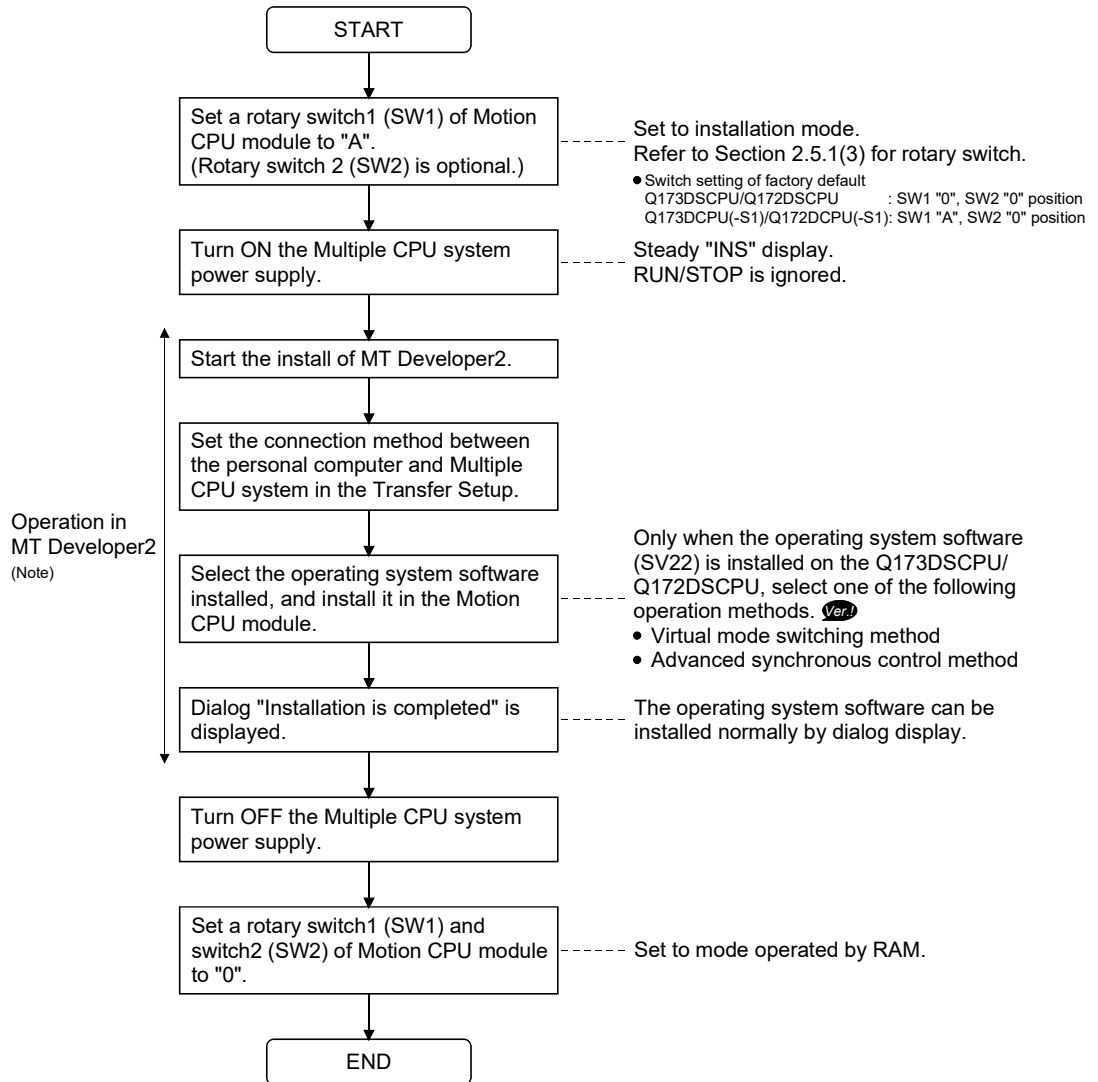 START
Set a rotary switch1 (SW1) of Motion
CPU module to "A".
(Rotary switch 2 (SW2) is optional.)
Set to installation mode.
Refer to Section 2.5.1(3) for rotary switch.
● Switch setting of factory default
Q173DSCPU/Q172DSCPU : SW1 "0", SW2 "0" position
Q173DCPU(-S1)/Q172DCPU(-S1): SW1 "A", SW2 "0" position
Turn ON the Multiple CPU system
power supply.
Steady "INS" display.
RUN/STOP is ignored.
Start the install of MT Developer2.
Set the connection method between
the personal computer and Multiple
CPU system in the Transfer Setup.
Operation in
MT Developer2
(Note)
Select the operating system software
installed, and install it in the Motion
CPU module.
Only when the operating system software
(SV22) is installed on the Q173DSCPU/
Q172DSCPU, select one of the following
operation methods. Ver.!
• Virtual mode switching method
• Advanced synchronous control method
Dialog "Installation is completed" is
displayed.
The operating system software can be
installed normally by dialog display.
Turn OFF the Multiple CPU system
power supply.
Set a rotary switch1 (SW1) and
switch2 (SW2) of Motion CPU module
to "0".
Set to mode operated by RAM.
END